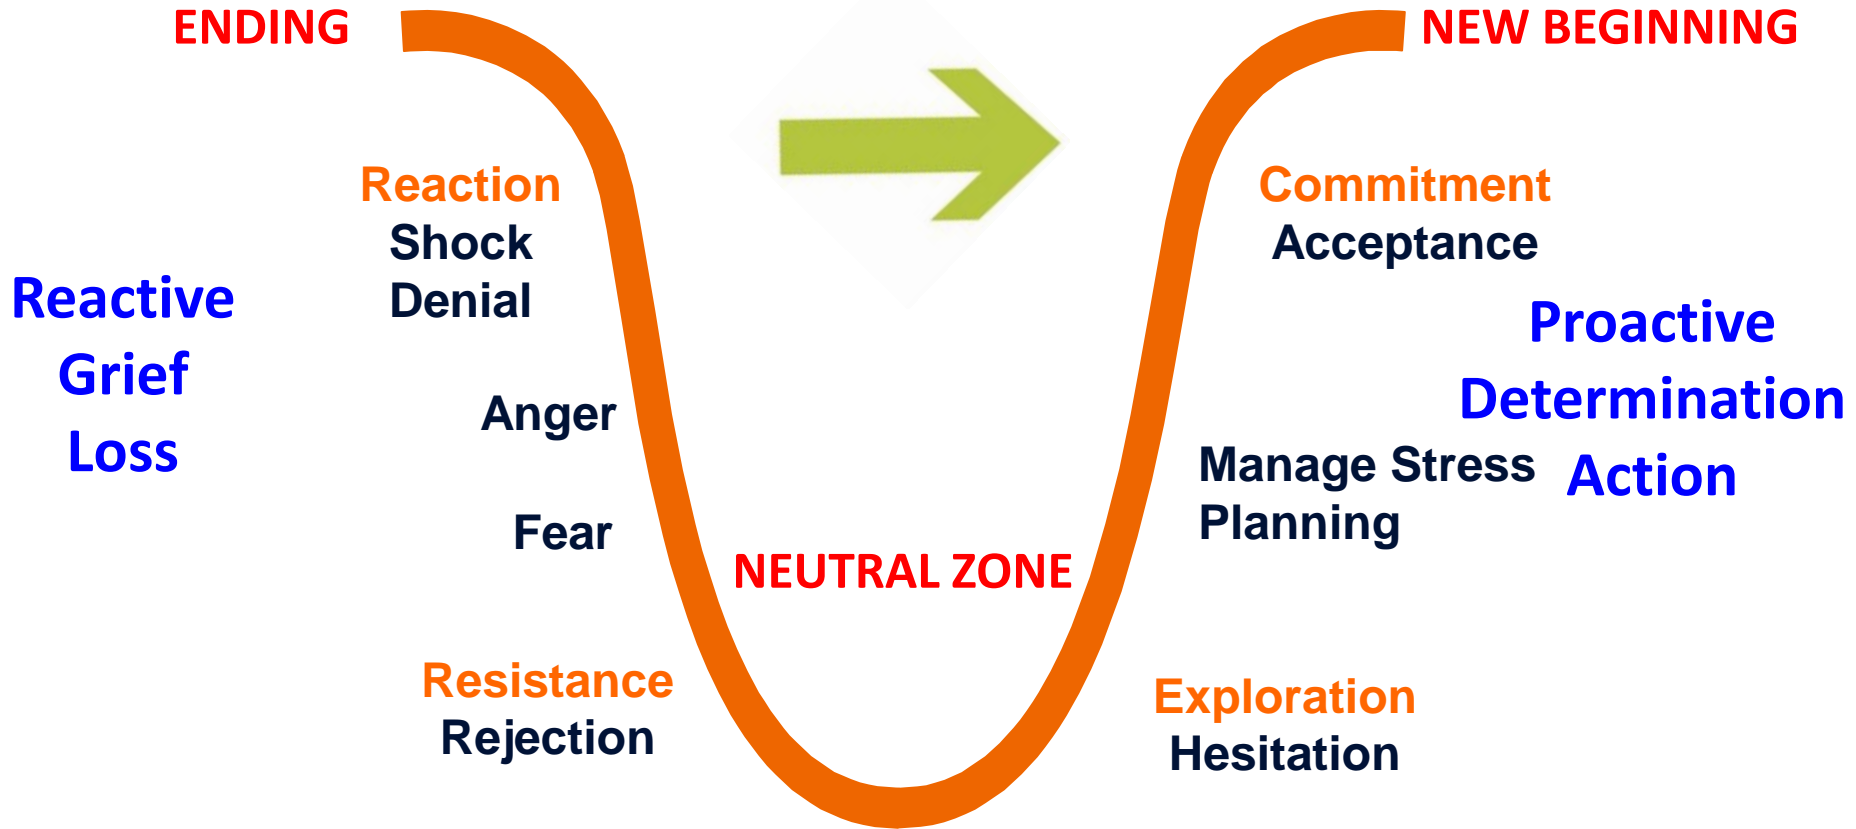 ENDING
NEW BEGINNING
Reaction
Shock
Denial
Reactive
Grief
Loss
Anger
Fear
NEUTRAL ZONE
Resistance
Rejection
Commitment
Acceptance
Proactive
Determination
Action
Manage Stress
Planning
Exploration
Hesitation